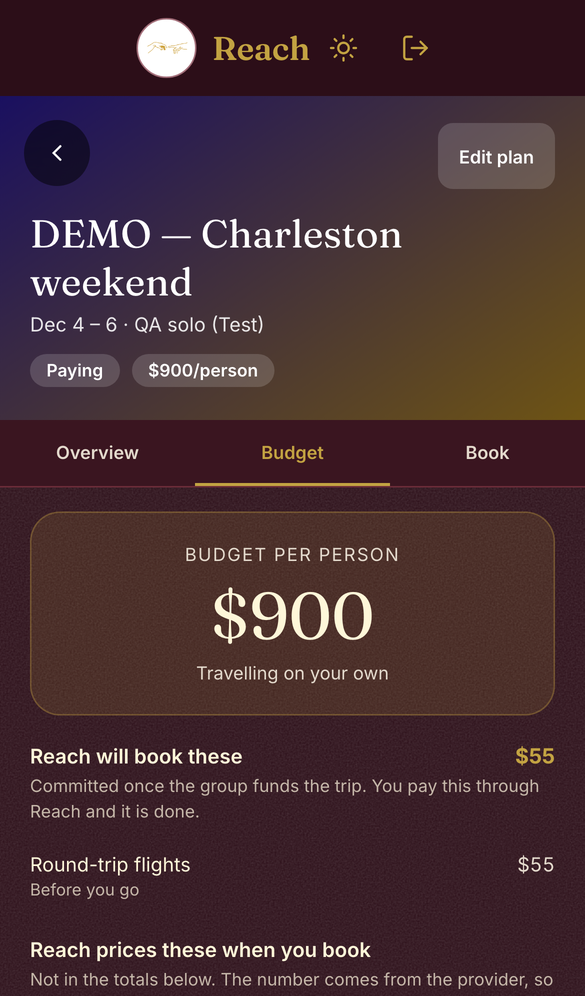 Reach
Edit plan
DEMO — Charleston
weekend
Dec 4 – 6 · QA solo (Test)
Paying
$900/person
Overview
Budget
Book
BUDGET PER PERSON
$900
Travelling on your own
Reach will book these
$55
Committed once the group funds the trip. You pay this through
Reach and it is done.
Round-trip flights
$55
Before you go
Reach prices these when you book
Not in the totals below. The number comes from the provider, so